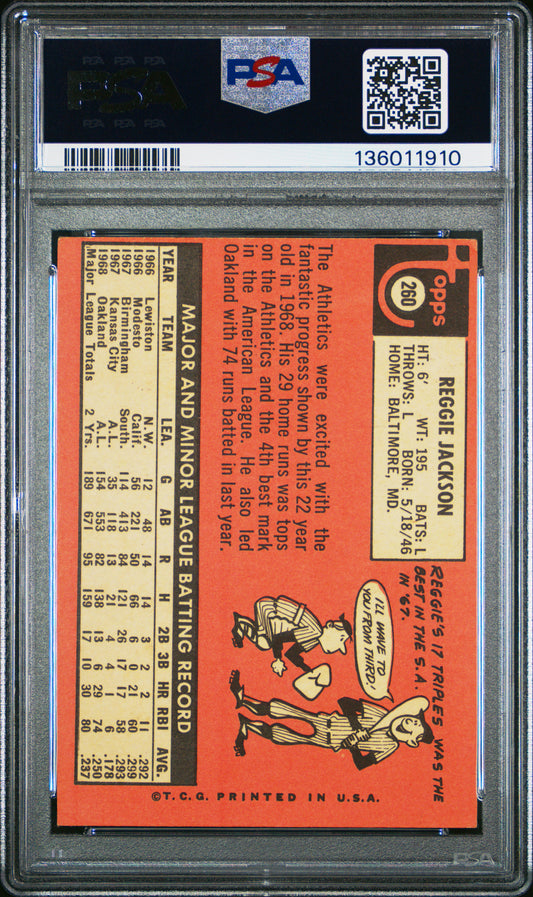 PSA PSA PSA
PSA
PSA PSA PSA
PSA
136011910
Topps
260
REGGIE JACKSON
HT: 6' WT: 195 BATS: L
THROWS: L BORN: 5/18/46
HOME: BALTIMORE, MD.
REGGIE'S 17 TRIPLES WAS THE
BEST IN THE S.A.
IN '67.
I'LL WAVE TO
YOU FROM THIRD!
The Athletics were excited with the
fantastic progress shown by this 22 year
old in 1968. His 29 home runs was tops
on the Athletics and the 4th best mark
in the American League. He also led
Oakland with 74 runs batted in last year.
MAJOR AND MINOR LEAGUE BATTING RECORD
YEAR TEAM LEA. G AB R H 2B 3B HR RBI AVG.
1966 Lewiston N.W. 12 48 14 14 3 2 2 11 .292
1966 Modesto Calif. 56 221 50 66 6 0 21 60 .299
1967 Birmingham South. 114 413 84 121 26 17 17 58 .293
1967 Kansas City A.L. 35 118 13 21 4 4 1 6 .178
1968 Oakland A.L. 154 553 82 138 13 6 29 74 .250
Major League Totals 2 Yrs. 189 671 95 159 17 10 30 80 .237
©T.C.G. PRINTED IN U.S.A.
PSA